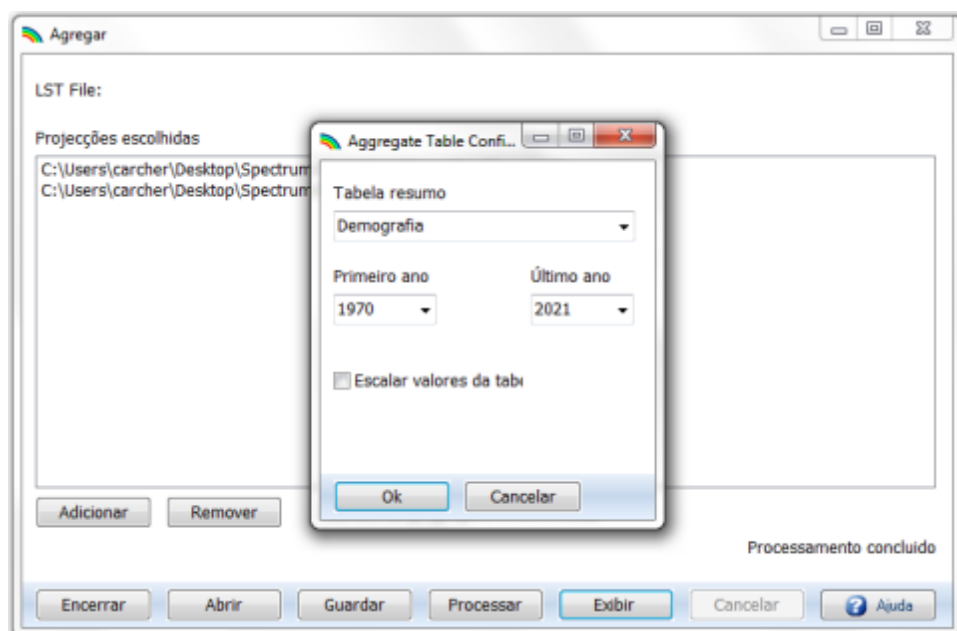 Agregar
LST File:
Projecções escolhidas
C:\Users\carcher\Desktop\Spectrum
C:\Users\carcher\Desktop\Spectrum
Aggregate Table Confi...
Tabela resumo
Demografia
Primeiro ano Último ano
1970 2021
Escalar valores da tabe
Ok Cancelar
Adicionar Remover
Processamento concluido
Encerrar Abrir Guardar Processar Exibir Cancelar Ajuda